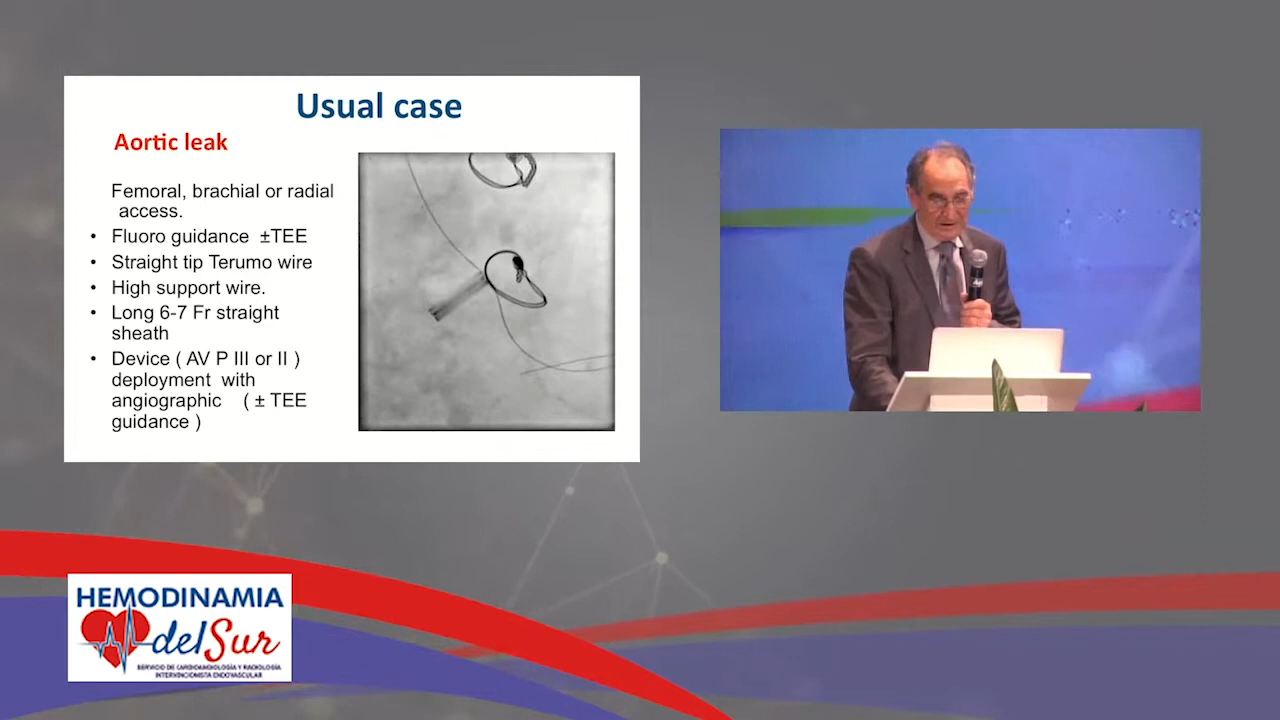 Usual case
Aortic leak
Femoral, brachial or radial
access.
• Fluoro guidance ±TEE
• Straight tip Terumo wire
• High support wire.
• Long 6-7 Fr straight
sheath
• Device ( AV P III or II )
deployment with
angiographic ( ± TEE
guidance )
HEMODINAMIA
delSur
SERVICIO DE CARDIOANGIOLOGÍA Y RADIOLOGÍA
INTERVENCIONISTA ENDOVASCULAR